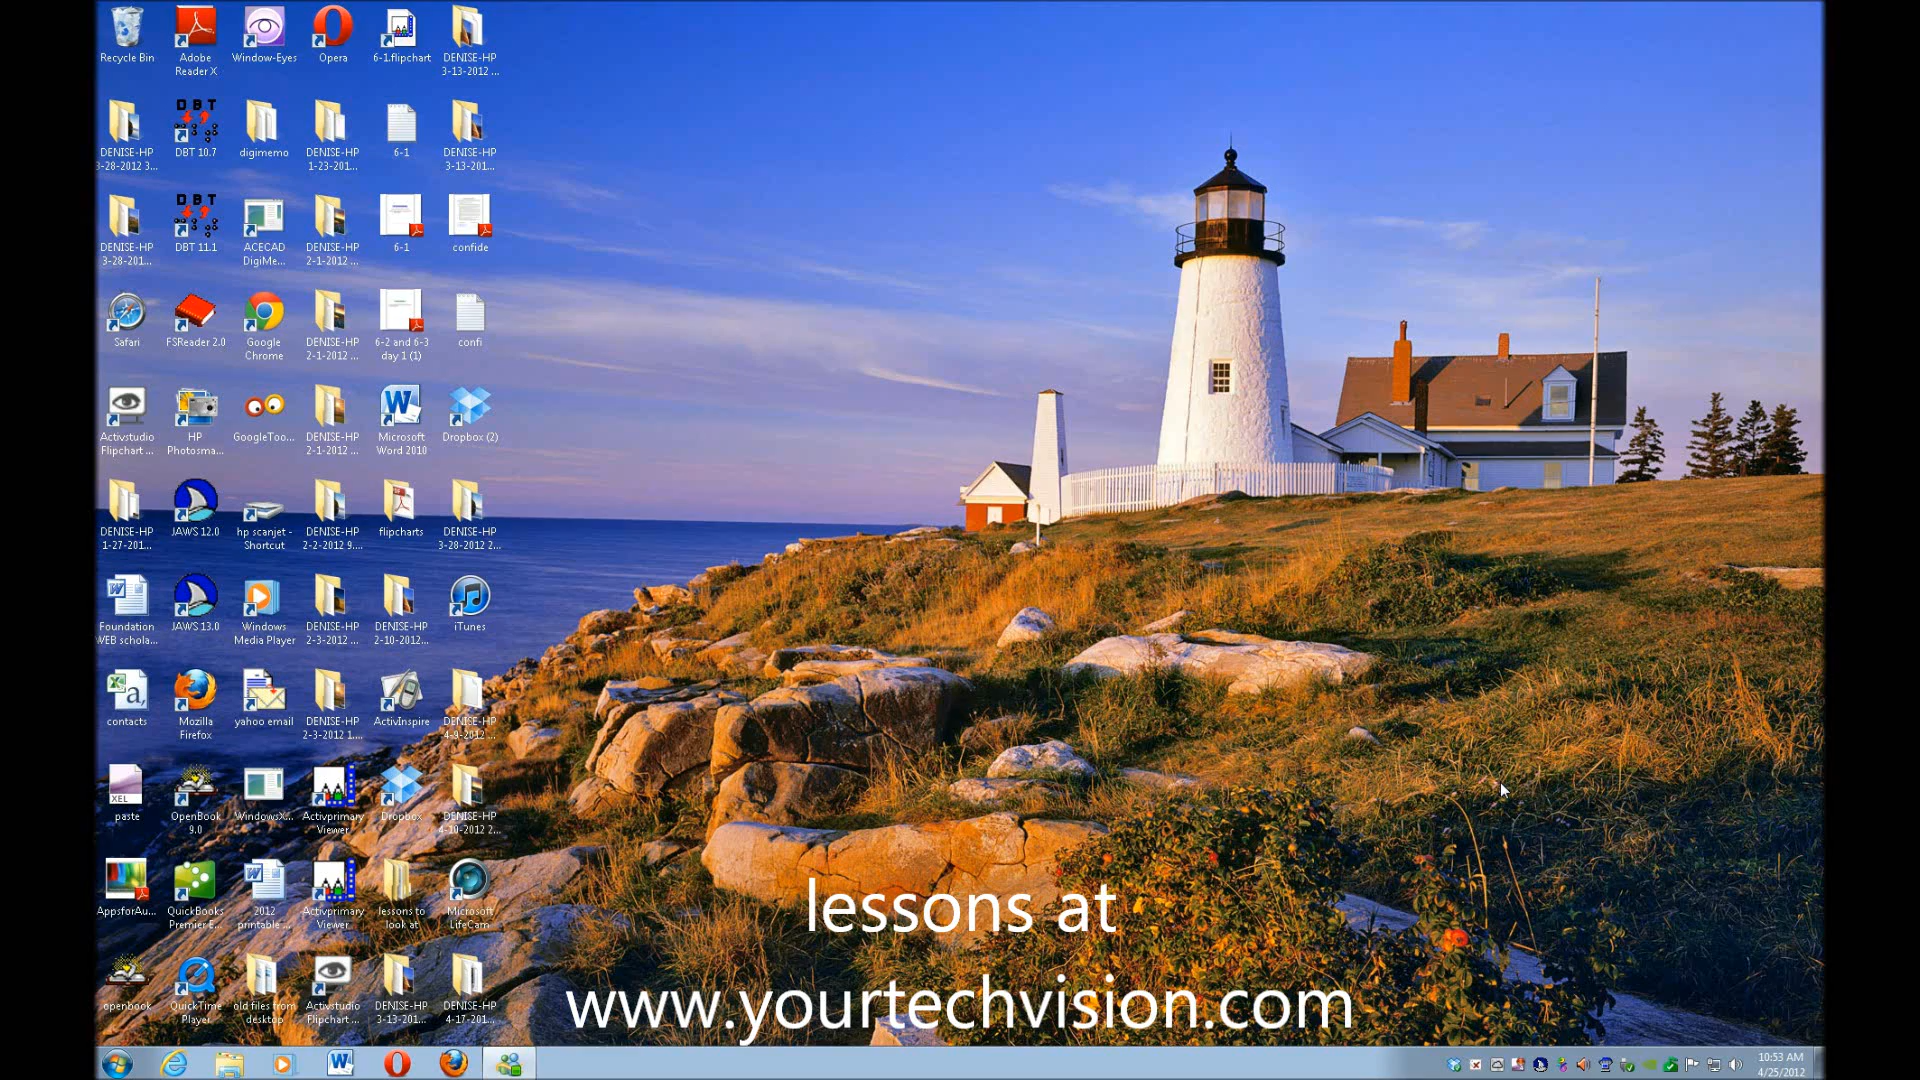 Recycle Bin
Adobe
Reader X
Window-Eyes
Opera
6-1.flipchart
DENISE-HP
3-13-2012 ...
DENISE-HP
3-28-2012 3...
DBT
DBT 10.7
digimemo
DENISE-HP
1-23-201...
6-1
DENISE-HP
3-13-201...
DENISE-HP
3-28-201...
DBT
DBT 11.1
ACECAD
DigiMe...
DENISE-HP
2-1-2012 ...
6-1
confide
Safari
FSReader 2.0
Google
Chrome
DENISE-HP
2-1-2012 ...
6-2 and 6-3
day 1 (1)
confi
Activstudio
Flipchart ...
HP
Photosma...
GoogleToo...
DENISE-HP
2-1-2012 ...
Microsoft
Word 2010
Dropbox (2)
DENISE-HP
1-27-201...
JAWS 12.0
hp scanjet -
Shortcut
DENISE-HP
2-2-2012 9....
flipcharts
DENISE-HP
3-28-2012 2...
Foundation
WEB schola...
JAWS 13.0
Windows
Media Player
DENISE-HP
2-3-2012 ...
DENISE-HP
2-10-2012...
iTunes
contacts
Mozilla
Firefox
yahoo email
DENISE-HP
2-3-2012 1....
ActivInspire
DENISE-HP
4-9-2012 ...
XEL
paste
OpenBook
9.0
WindowsX...
Activprimary
Viewer
Dropbox
DENISE-HP
4-10-2012 2...
AppsforAu...
QuickBooks
Premier E...
2012
printable ...
Activprimary
Viewer
lessons to
look at
Microsoft
LifeCam
openbook
QuickTime
Player
old files from
desktop
Activstudio
Flipchart ...
DENISE-HP
3-13-201...
DENISE-HP
4-17-201...
lessons at
www.yourtechvision.com
10:53 AM
4/25/2012